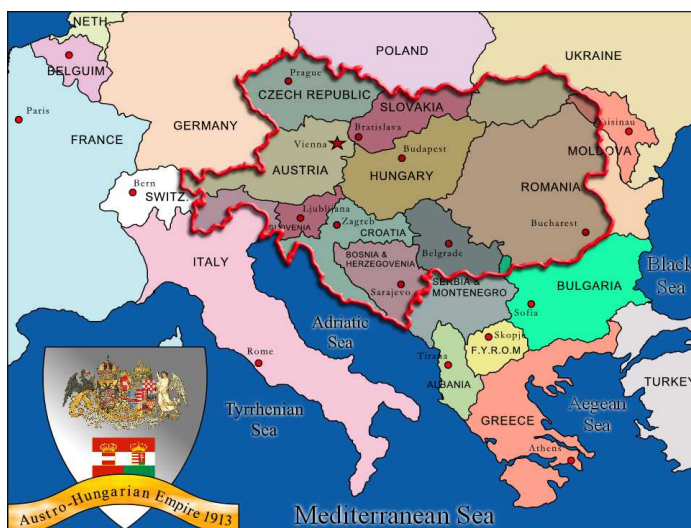 NETH.
BELGUIM
POLAND
UKRAINE
Prague
CZECH REPUBLIC
Paris
GERMANY
SLOVAKIA
Bratislava
MOLLOVA
FRANCE
Vienna
AUSTRIA
Budapest
HUNGARY
Bern
SWITZ.
ROMANIA
Ljubljana
SLOVENIA
Zagreb
CROATIA
Bucharest
ITALY
Belgrade
BOSNIA &
HERZEGOVENIA
Sarajevo
SERBIA &
MONTENEGRO
Black
Sea
BULGARIA
Sofia
Adriatic
Sea
Skopje
F.Y.R.O.M
Rome
Tirana
ALBANIA
TURKEY
Tyrrhenian
Sea
GREECE
Aegean
Sea
Athens
Austro-Hungarian Empire 1913
Mediterranean Sea